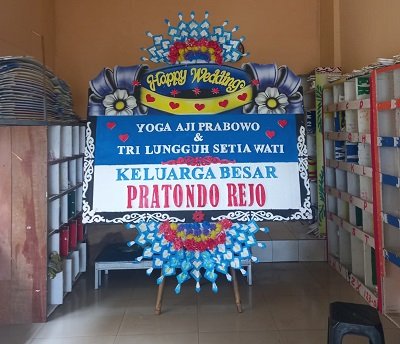 Happy Wedding
YOGA AJI PRABOWO
&
TRI LUNGGUH SETIA WATI
KELUARGA BESAR
PRATONDO REJO